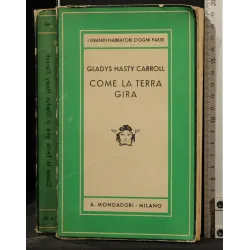 I GRANDI NARRATORI D'OGNI PAESE
GLADYS HASTY CARROLL
COME LA TERRA
GIRA
A. MONDADORI - MILANO